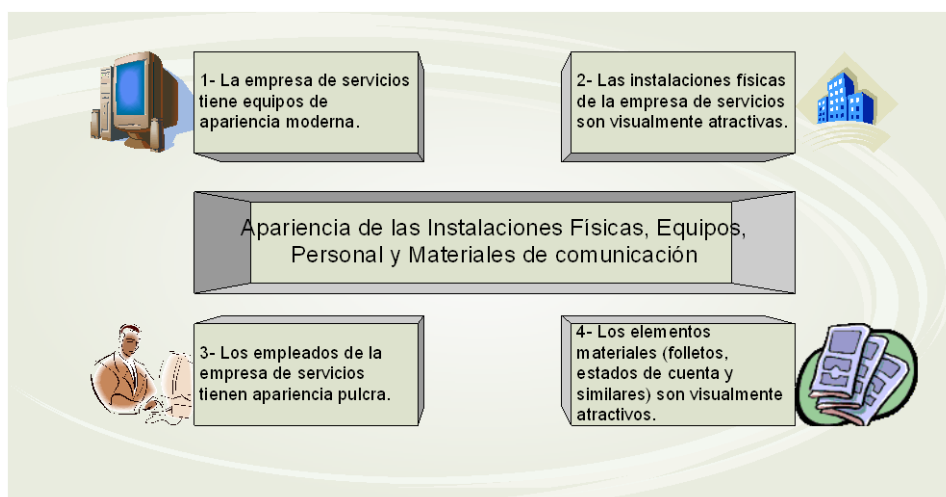 1- La empresa de servicios
tiene equipos de
apariencia moderna.
2- Las instalaciones físicas
de la empresa de servicios
son visualmente atractivas.
Apariencia de las Instalaciones Físicas, Equipos,
Personal y Materiales de comunicación
3- Los empleados de la
empresa de servicios
tienen apariencia pulcra.
4- Los elementos
materiales (folletos,
estados de cuenta y
similares) son visualmente
atractivos.